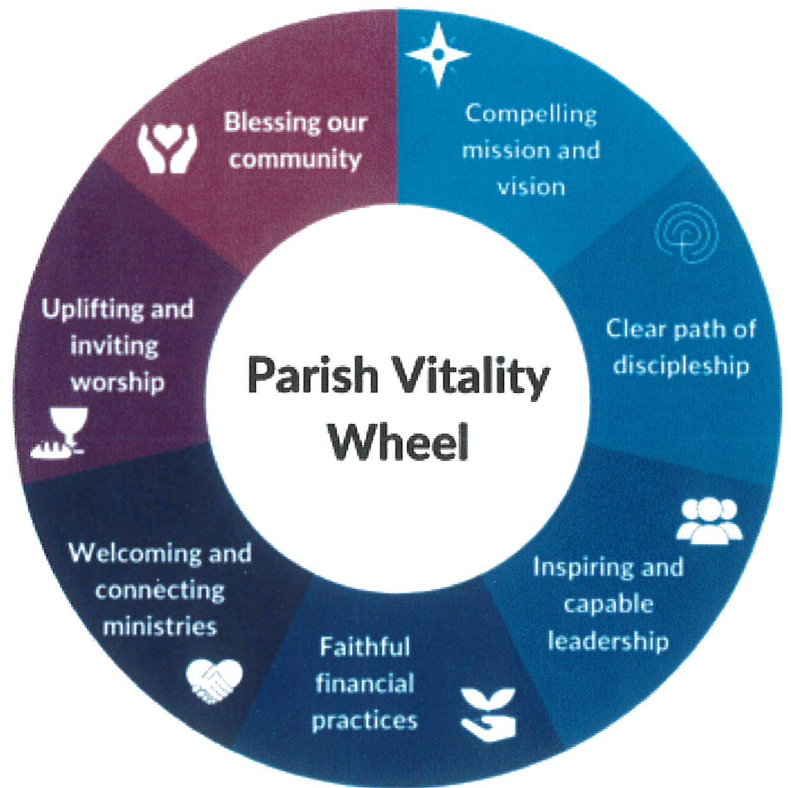 Parish Vitality
Wheel
Compelling
mission and
vision
Clear path of
discipleship
Inspiring and
capable
leadership
Faithful
financial
practices
Welcoming and
connecting
ministries
Uplifting and
inviting
worship
Blessing our
community